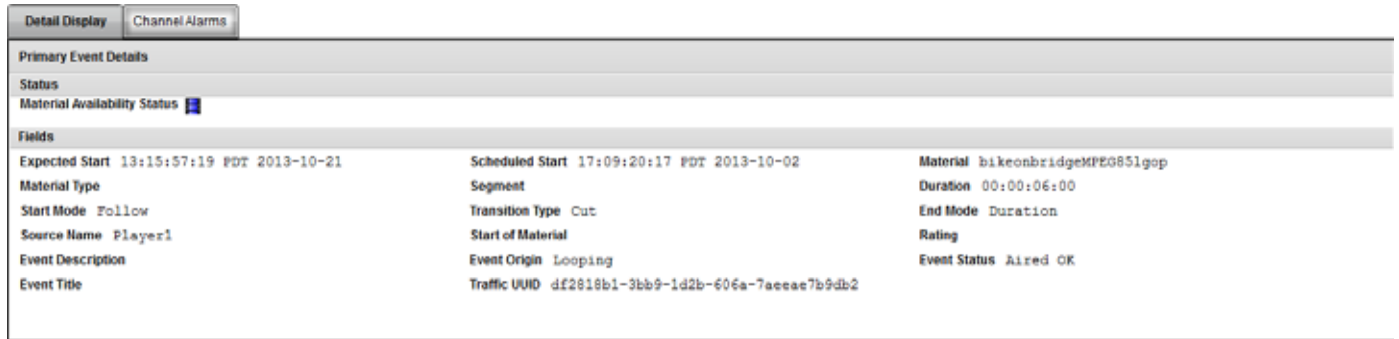 Detail Display Channel Alarms
Primary Event Details
Status
Material Availability Status
Fields
Expected Start 13:15:57:19 PDT 2013-10-21 Scheduled Start 17:09:20:17 PDT 2013-10-02 Material bikeonbridgeMPEG851gop
Material Type Segment Duration 00:00:06:00
Start Mode Follow Transition Type Cut End Mode Duration
Source Name Player1 Start of Material Rating
Event Description Event Origin Looping Event Status Aired OK
Event Title Traffic UUID df2818b1-3bb9-1d2b-606a-7aeeae7b9db2